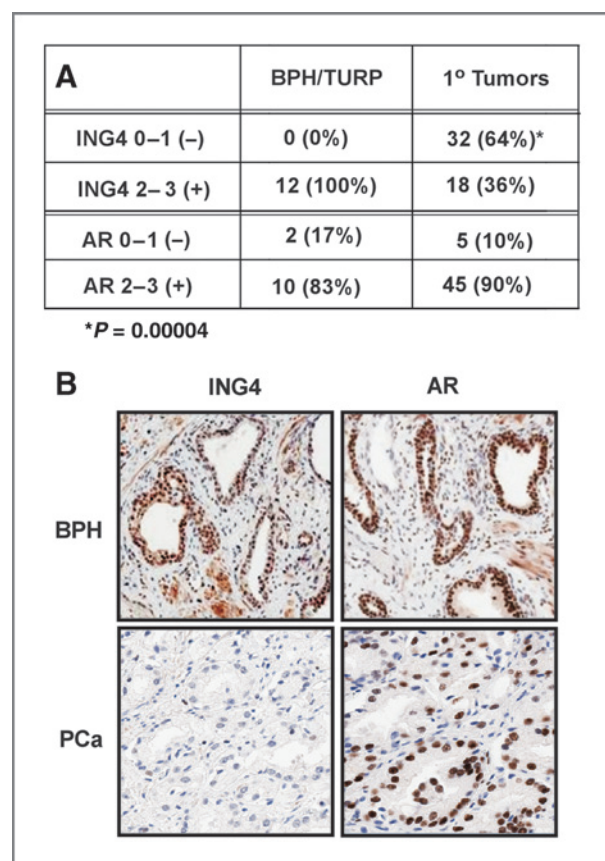 A BPH/TURP 1º Tumors
ING4 0–1 (–) 0 (0%) 32 (64%)*
ING4 2–3 (+) 12 (100%) 18 (36%)
AR 0–1 (–) 2 (17%) 5 (10%)
AR 2–3 (+) 10 (83%) 45 (90%)
*P = 0.00004
B ING4 AR
BPH
PCa